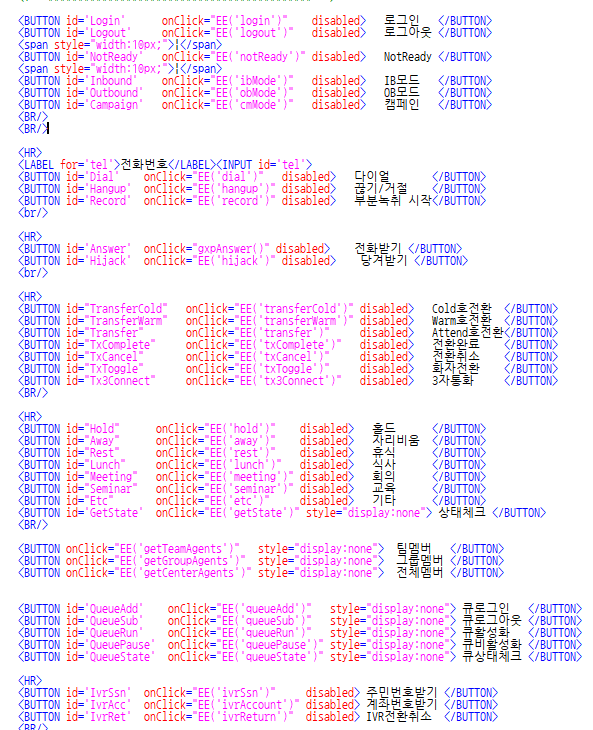 <BUTTON id='Login' onClick="EE('login')" disabled> 로그인 </BUTTON>
<BUTTON id='Logout' onClick="EE('logout')" disabled> 로그아웃 </BUTTON>
<span style="width:10px;">|</span>
<BUTTON id='NotReady' onClick="EE('notReady')" disabled> NotReady </BUTTON>
<span style="width:10px;">|</span>
<BUTTON id='Inbound' onClick="EE('ibMode')" disabled> IB모드 </BUTTON>
<BUTTON id='Outbound' onClick="EE('obMode')" disabled> OB모드 </BUTTON>
<BUTTON id='Campaign' onClick="EE('cmMode')" disabled> 캠페인 </BUTTON>
<BR/>
<BR/>
<HR>
<LABEL for='tel'>전화번호</LABEL><INPUT id='tel'>
<BUTTON id='Dial' onClick="EE('dial')" disabled> 다이얼 </BUTTON>
<BUTTON id='Hangup' onClick="EE('hangup')" disabled> 끊기/거절 </BUTTON>
<BUTTON id='Record' onClick="EE('record')" disabled> 부분녹취 시작</BUTTON>
<br/>
<HR>
<BUTTON id='Answer' onClick="gxpAnswer()" disabled> 전화받기 </BUTTON>
<BUTTON id='Hijack' onClick="EE('hijack')" disabled> 당겨받기 </BUTTON>
<br/>
<HR>
<BUTTON id="TransferCold" onClick="EE('transferCold')" disabled> Cold호전환 </BUTTON>
<BUTTON id="TransferWarm" onClick="EE('transferWarm')" disabled> Warm호전환 </BUTTON>
<BUTTON id="Transfer" onClick="EE('transfer')" disabled> Attend호전환</BUTTON>
<BUTTON id="TxComplete" onClick="EE('txComplete')" disabled> 전환완료 </BUTTON>
<BUTTON id="TxCancel" onClick="EE('txCancel')" disabled> 전환취소 </BUTTON>
<BUTTON id="TxToggle" onClick="EE('txToggle')" disabled> 화자전환 </BUTTON>
<BUTTON id="Tx3Connect" onClick="EE('tx3Connect')" disabled> 3자통화 </BUTTON>
<BR/>
<HR>
<BUTTON id="Hold" onClick="EE('hold')" disabled> 홀드 </BUTTON>
<BUTTON id="Away" onClick="EE('away')" disabled> 자리비움 </BUTTON>
<BUTTON id="Rest" onClick="EE('rest')" disabled> 휴식 </BUTTON>
<BUTTON id="Lunch" onClick="EE('lunch')" disabled> 식사 </BUTTON>
<BUTTON id="Meeting" onClick="EE('meeting')" disabled> 회의 </BUTTON>
<BUTTON id="Seminar" onClick="EE('seminar')" disabled> 교육 </BUTTON>
<BUTTON id="Etc" onClick="EE('etc')" disabled> 기타 </BUTTON>
<BUTTON id='GetState' onClick="EE('getState')" style="display:none"> 상태체크 </BUTTON>
<BR/>
<BUTTON onClick="EE('getTeamAgents')" style="display:none"> 팀멤버 </BUTTON>
<BUTTON onClick="EE('getGroupAgents')" style="display:none"> 그룹멤버 </BUTTON>
<BUTTON onClick="EE('getCenterAgents')" style="display:none"> 전체멤버 </BUTTON>
<BUTTON id='QueueAdd' onClick="EE('queueAdd')" style="display:none"> 큐로그인 </BUTTON>
<BUTTON id='QueueSub' onClick="EE('queueSub')" style="display:none"> 큐로그아웃 </BUTTON>
<BUTTON id='QueueRun' onClick="EE('queueRun')" style="display:none"> 큐활성화 </BUTTON>
<BUTTON id='QueuePause' onClick="EE('queuePause')" style="display:none"> 큐비활성화 </BUTTON>
<BUTTON id='QueueState' onClick="EE('queueState')" style="display:none"> 큐상태체크 </BUTTON>
<HR>
<BUTTON id='IvrSsn' onClick="EE('ivrSsn')" disabled> 주민번호받기 </BUTTON>
<BUTTON id='IvrAcc' onClick="EE('ivrAccount')" disabled> 계좌번호받기 </BUTTON>
<BUTTON id='IvrRet' onClick="EE('ivrReturn')" disabled> IVR전환취소 </BUTTON>
<BR/>